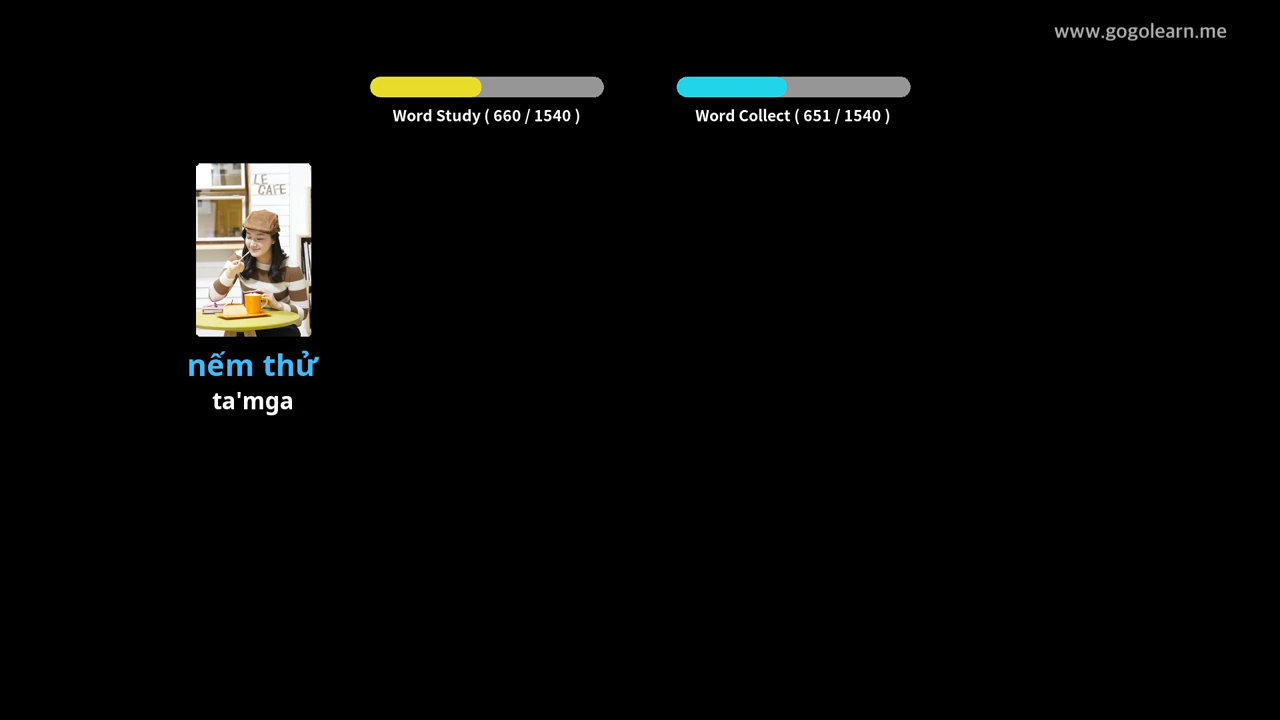 www.gogolearn.me
Word Study ( 660 / 1540 )
Word Collect ( 651 / 1540 )
LE
CAFE
nếm thử
ta'mga